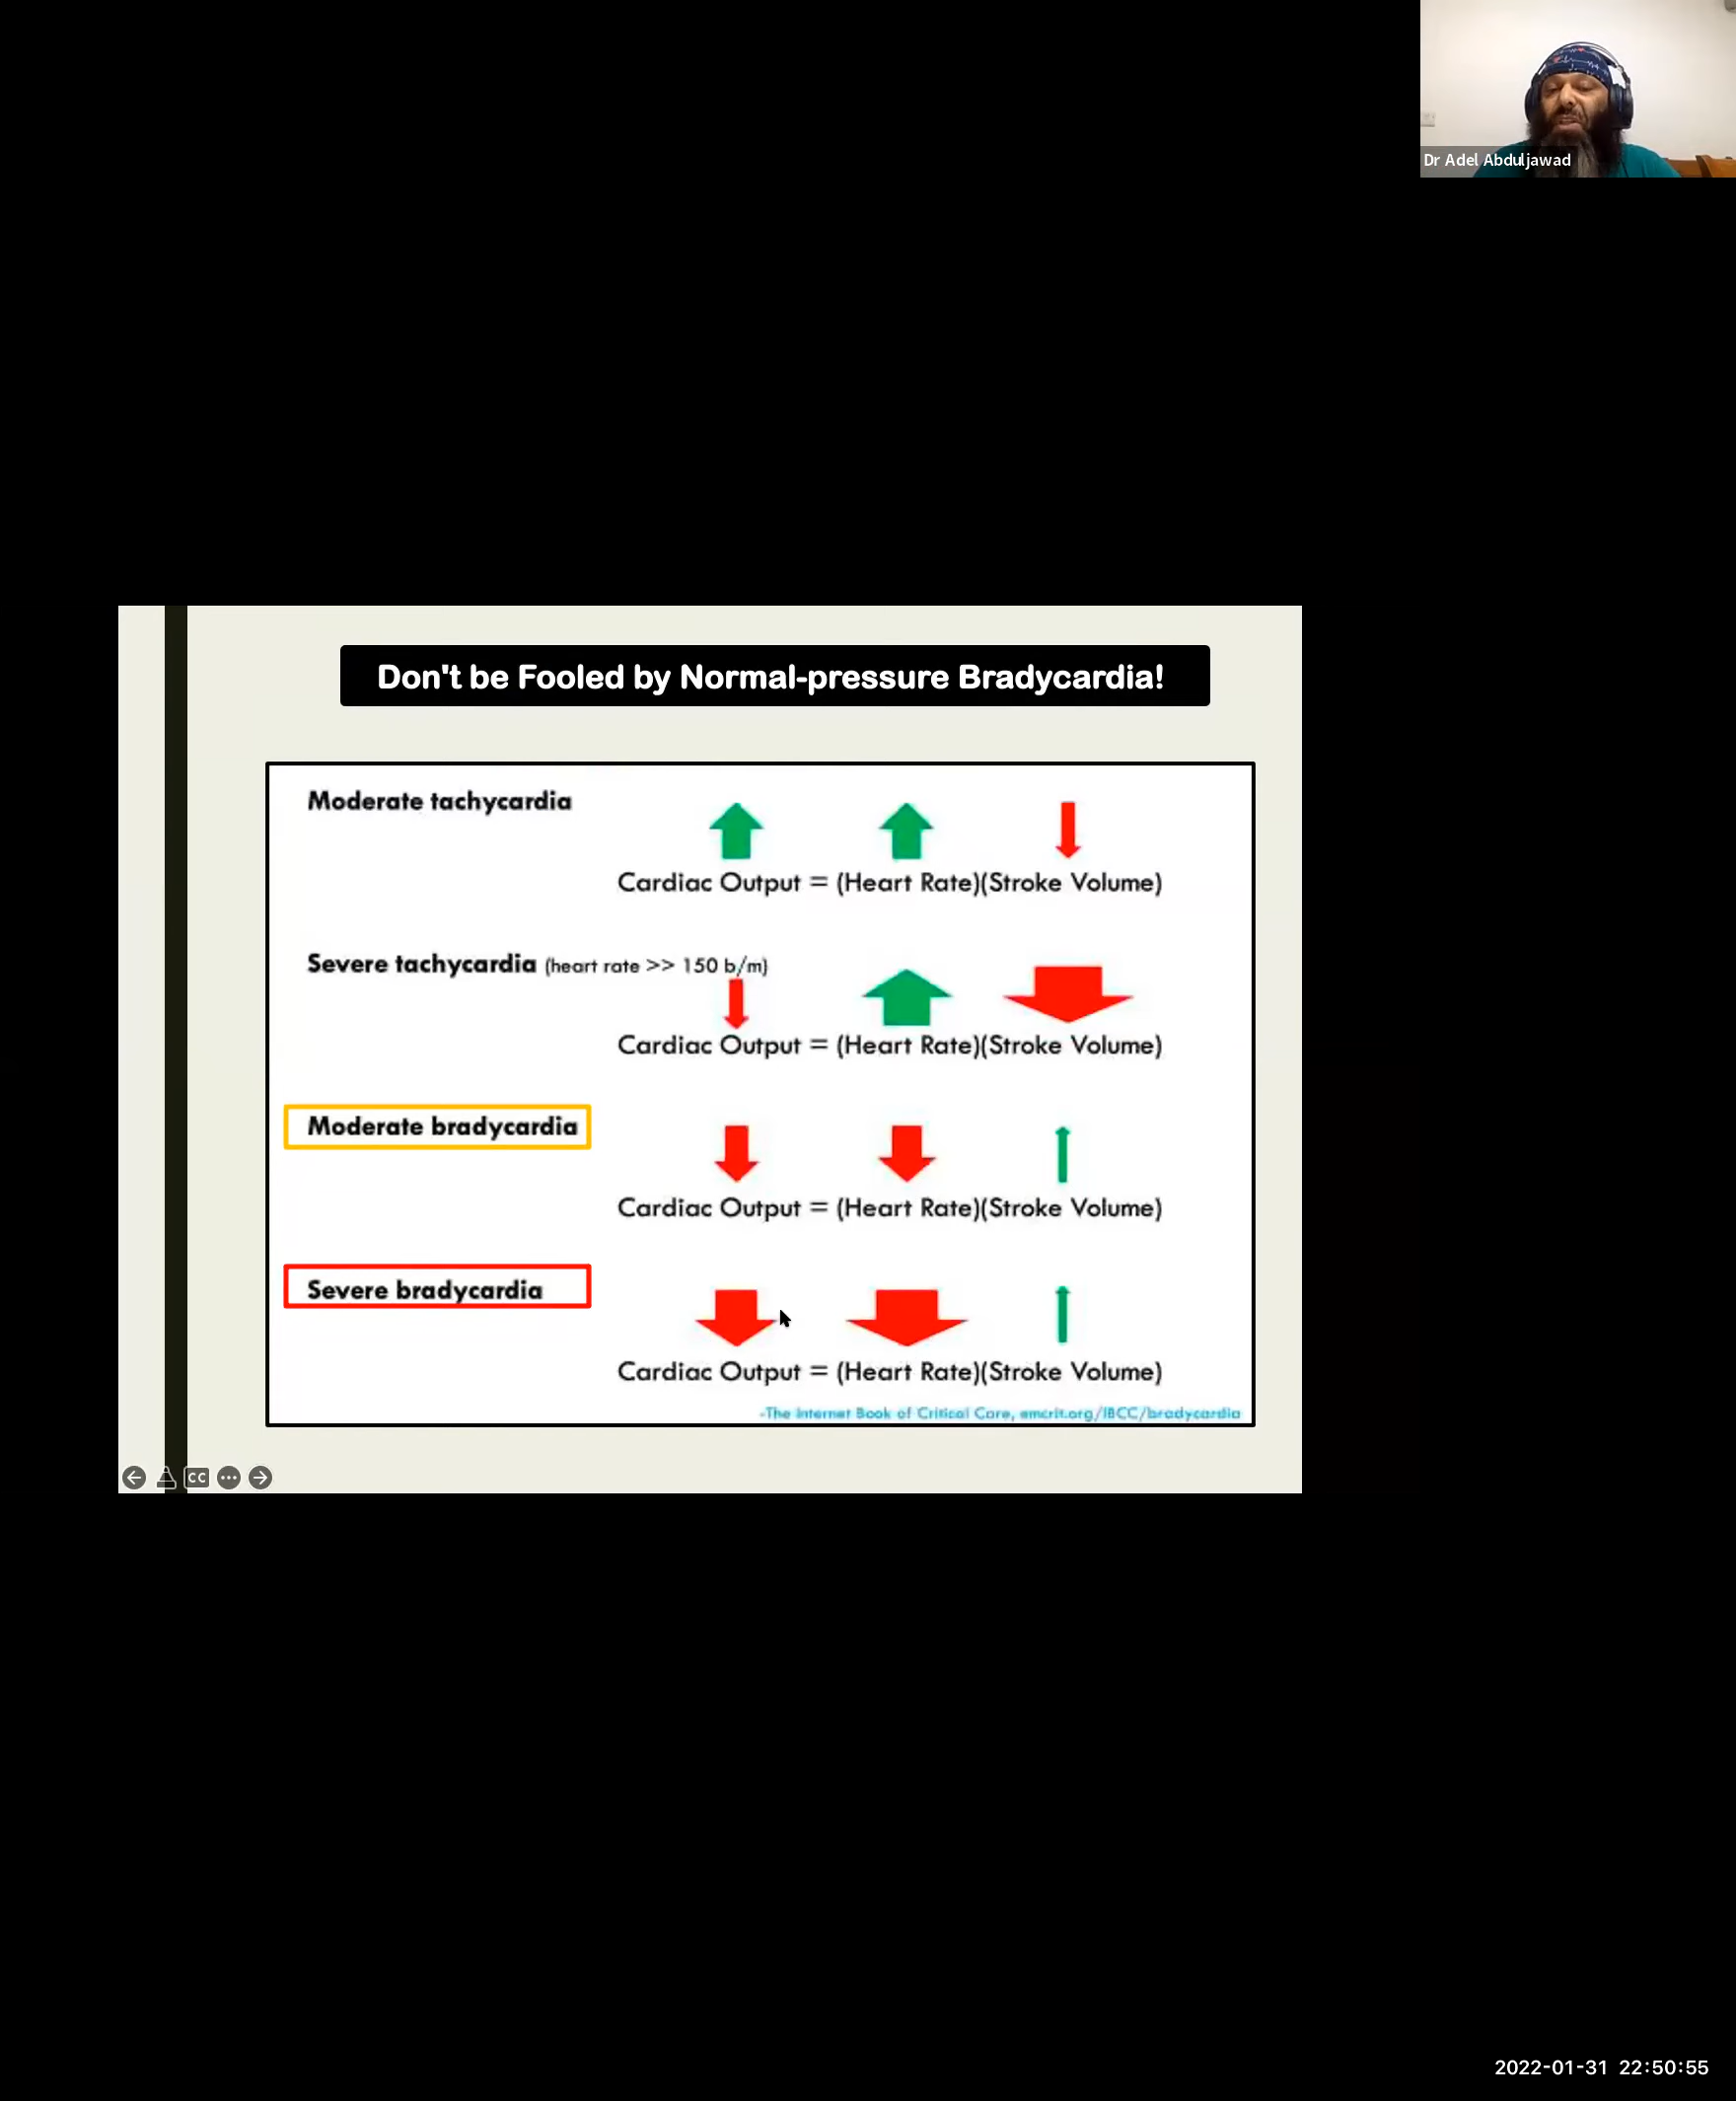 Dr Adel Abduljawad
Don't be Fooled by Normal-pressure Bradycardia!
Moderate tachycardia
Cardiac Output = (Heart Rate)(Stroke Volume)
Severe tachycardia (heart rate >> 150 b/m)
Cardiac Output = (Heart Rate)(Stroke Volume)
Moderate bradycardia
Cardiac Output = (Heart Rate)(Stroke Volume)
Severe bradycardia
Cardiac Output = (Heart Rate)(Stroke Volume)
-The Internet Book of Critical Care, emcrit.org/IBCC/bradycardia
CC
2022-01-31 22:50:55